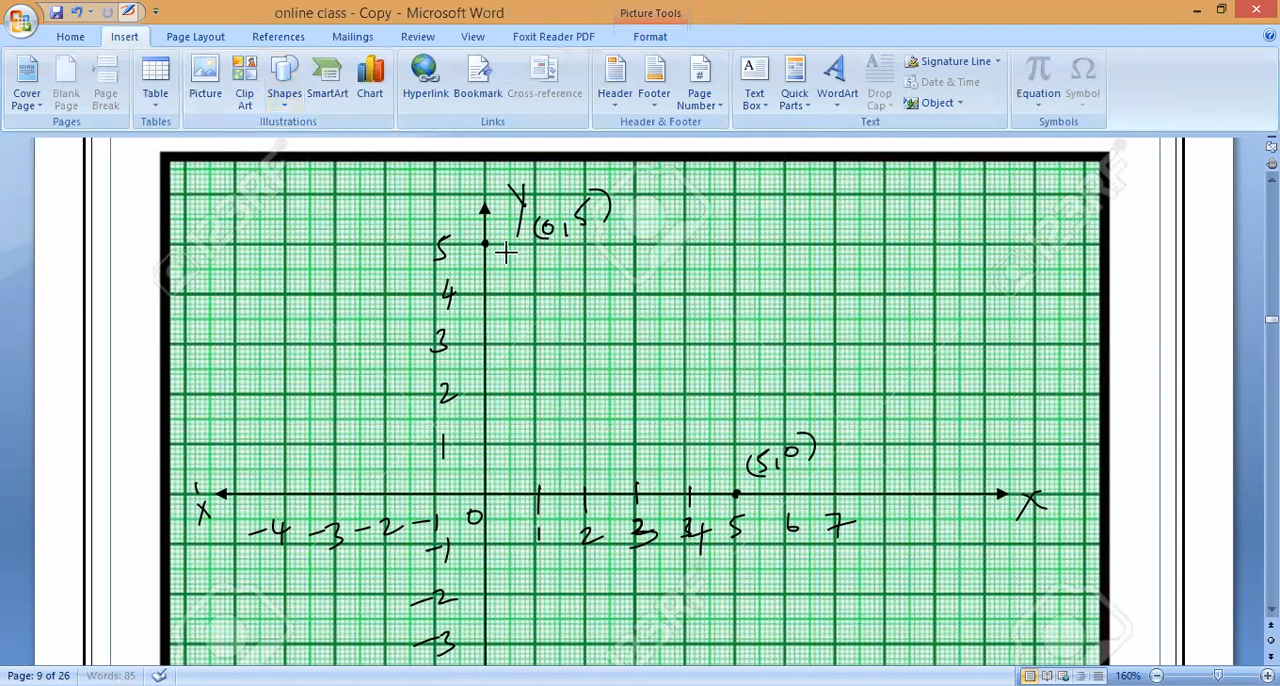 online class - Copy - Microsoft Word
Picture Tools
Home Insert Page Layout References Mailings Review View Foxit Reader PDF Format
Cover Page Blank Page Page Break Table Picture Clip Art Shapes SmartArt Chart Hyperlink Bookmark Cross-reference Header Footer Page Number Text Box Quick Parts WordArt Drop Cap Signature Line Date & Time Object Equation Symbol
Pages Tables Illustrations Links Header & Footer Text Symbols
Y
(0,5)
5
4
3
2
1
(5,0)
X' X
-4 -3 -2 -1 0 1 2 3 4 5 6 7
-1
-2
-3
123RF
Page: 9 of 26 Words: 85 160%